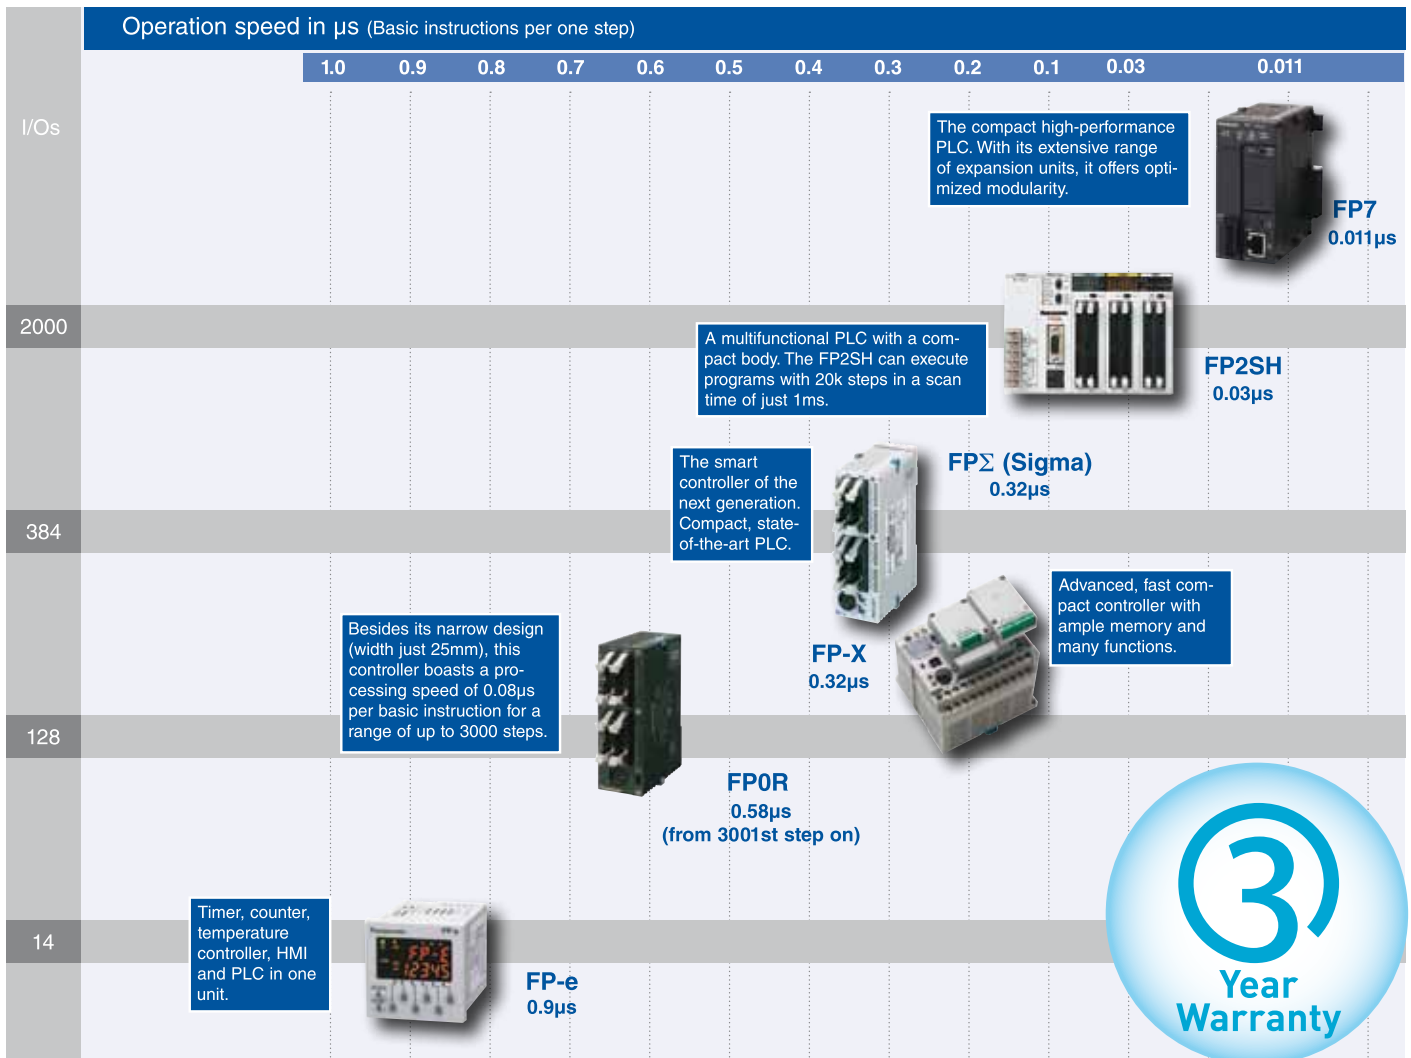 Operation speed in µs (Basic instructions per one step)
1.0 0.9 0.8 0.7 0.6 0.5 0.4 0.3 0.2 0.1 0.03 0.011
I/Os
The compact high-performance
PLC. With its extensive range
of expansion units, it offers opti-
mized modularity.
FP7
0.011µs
2000
A multifunctional PLC with a com-
pact body. The FP2SH can execute
programs with 20k steps in a scan
time of just 1ms.
FP2SH
0.03µs
The smart
controller of the
next generation.
Compact, state-
of-the-art PLC.
FPΣ (Sigma)
0.32µs
384
Advanced, fast com-
pact controller with
ample memory and
many functions.
FP-X
0.32µs
Besides its narrow design
(width just 25mm), this
controller boasts a pro-
cessing speed of 0.08µs
per basic instruction for a
range of up to 3000 steps.
128
FP0R
0.58µs
(from 3001st step on)
Timer, counter,
temperature
controller, HMI
and PLC in one
unit.
14
FP-E
12345
FP-e
0.9µs
3
Year
Warranty